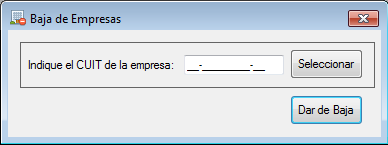 Baja de Empresas
Indique el CUIT de la empresa: __-________-__ Seleccionar
Dar de Baja